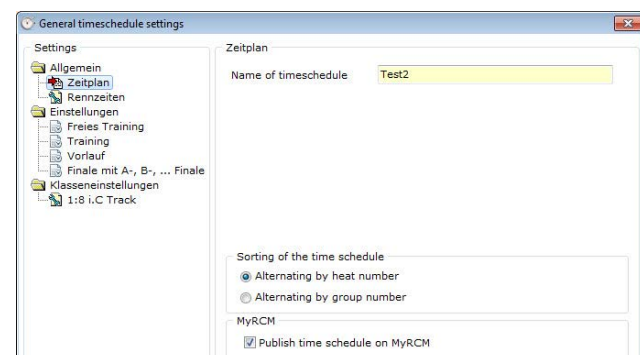 General timeschedule settings
Settings
Allgemein
Zeitplan
Rennzeiten
Einstellungen
Freies Training
Training
Vorlauf
Finale mit A-, B-, ... Finale
Klasseneinstellungen
1:8 i.C Track
Zeitplan
Name of timeschedule Test2
Sorting of the time schedule
Alternating by heat number
Alternating by group number
MyRCM
Publish time schedule on MyRCM